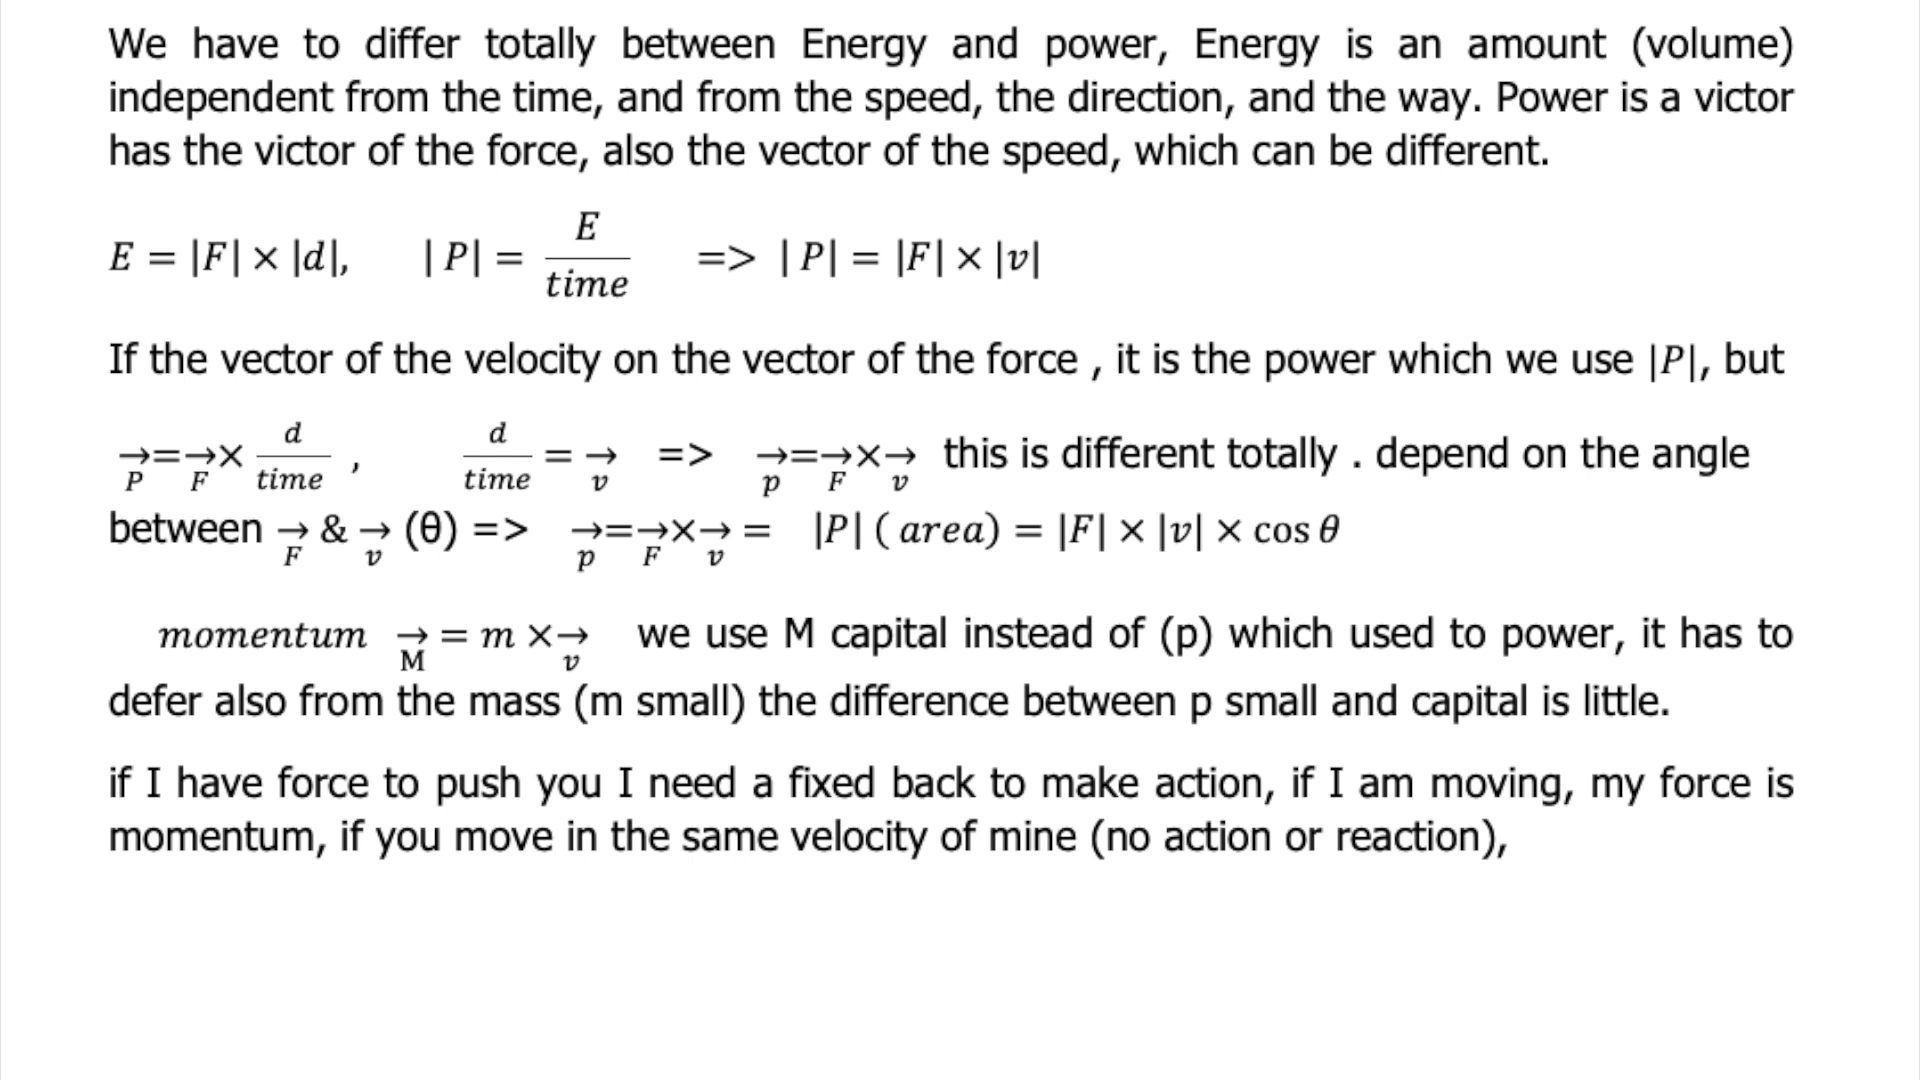 We have to differ totally between Energy and power, Energy is an amount (volume)
independent from the time, and from the speed, the direction, and the way. Power is a victor
has the victor of the force, also the vector of the speed, which can be different.
E = |F| × |d|, | P| = E/time => | P| = |F| × |v|
If the vector of the velocity on the vector of the force , it is the power which we use |P|, but
→P = →F × d/time , d/time = →v => →p = →F × →v this is different totally . depend on the angle
between →F & →v (θ) => →p = →F × →v = |P| ( area) = |F| × |v| × cos θ
momentum →M = m × →v we use M capital instead of (p) which used to power, it has to
defer also from the mass (m small) the difference between p small and capital is little.
if I have force to push you I need a fixed back to make action, if I am moving, my force is
momentum, if you move in the same velocity of mine (no action or reaction),